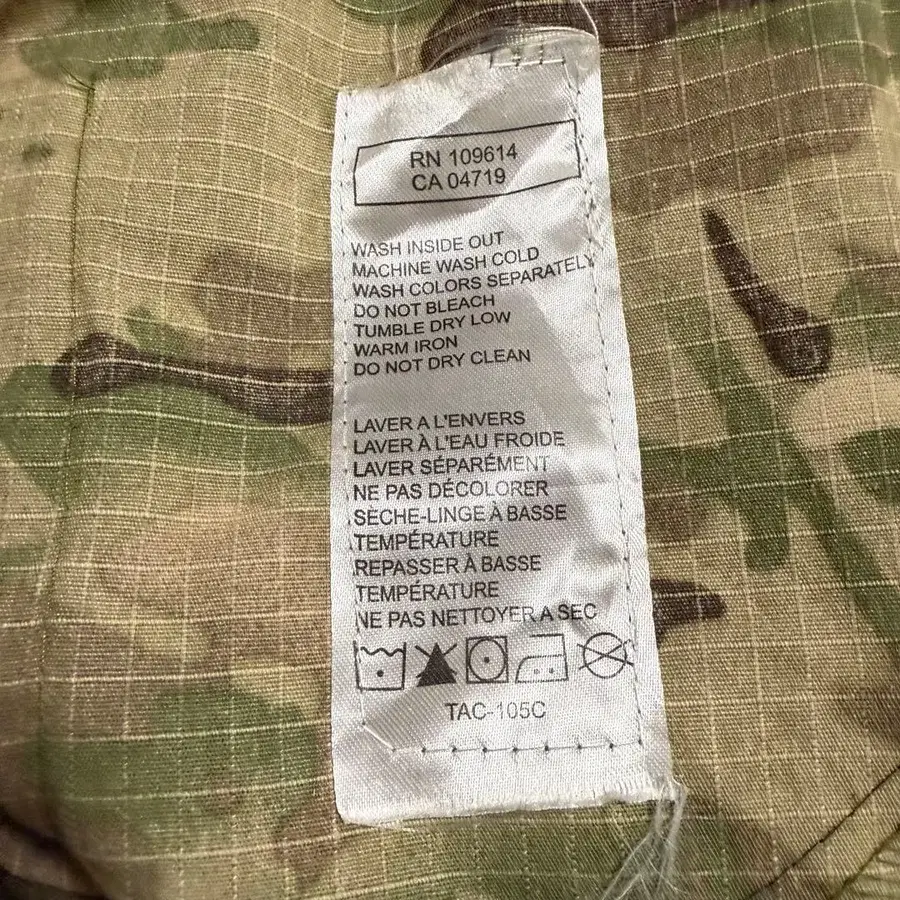 RN 109614
CA 04719
WASH INSIDE OUT
MACHINE WASH COLD
WASH COLORS SEPARATELY
DO NOT BLEACH
TUMBLE DRY LOW
WARM IRON
DO NOT DRY CLEAN
LAVER A L'ENVERS
LAVER À L'EAU FROIDE
LAVER SÉPARÉMENT
NE PAS DÉCOLORER
SECHE-LINGE À BASSE
TEMPÉRATURE
REPASSER À BASSE
TEMPÉRATURE
NE PAS NETTOYER A SEC
TAC-105C